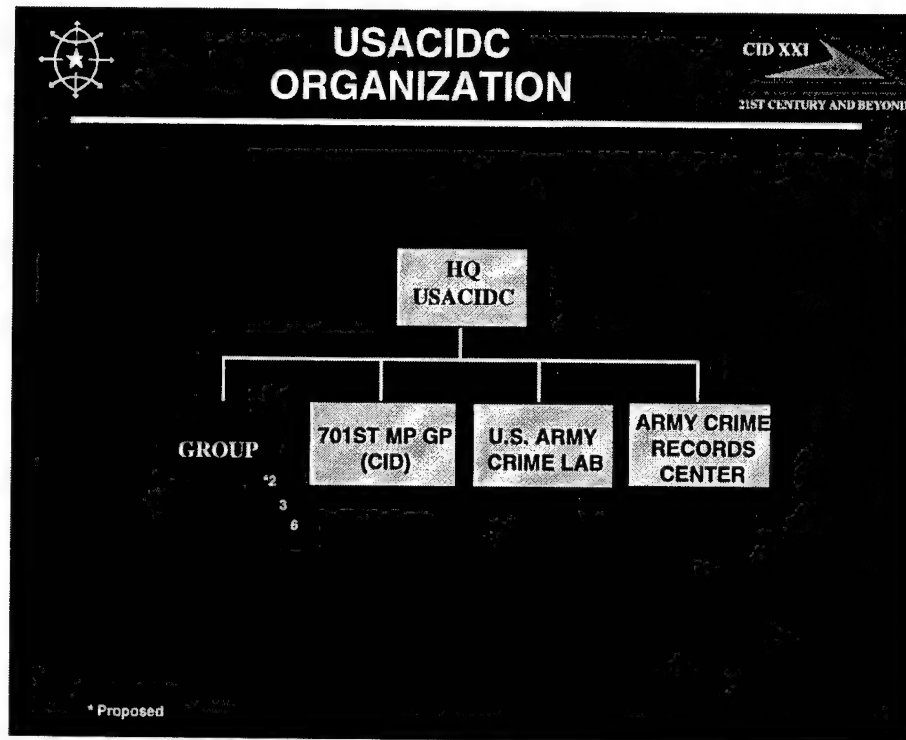 USACIDC
ORGANIZATION
CID XXI
21ST CENTURY AND BEYOND
HQ
USACIDC
GROUP
*2
3
6
701ST MP GP
(CID)
U.S. ARMY
CRIME LAB
ARMY CRIME
RECORDS
CENTER
* Proposed